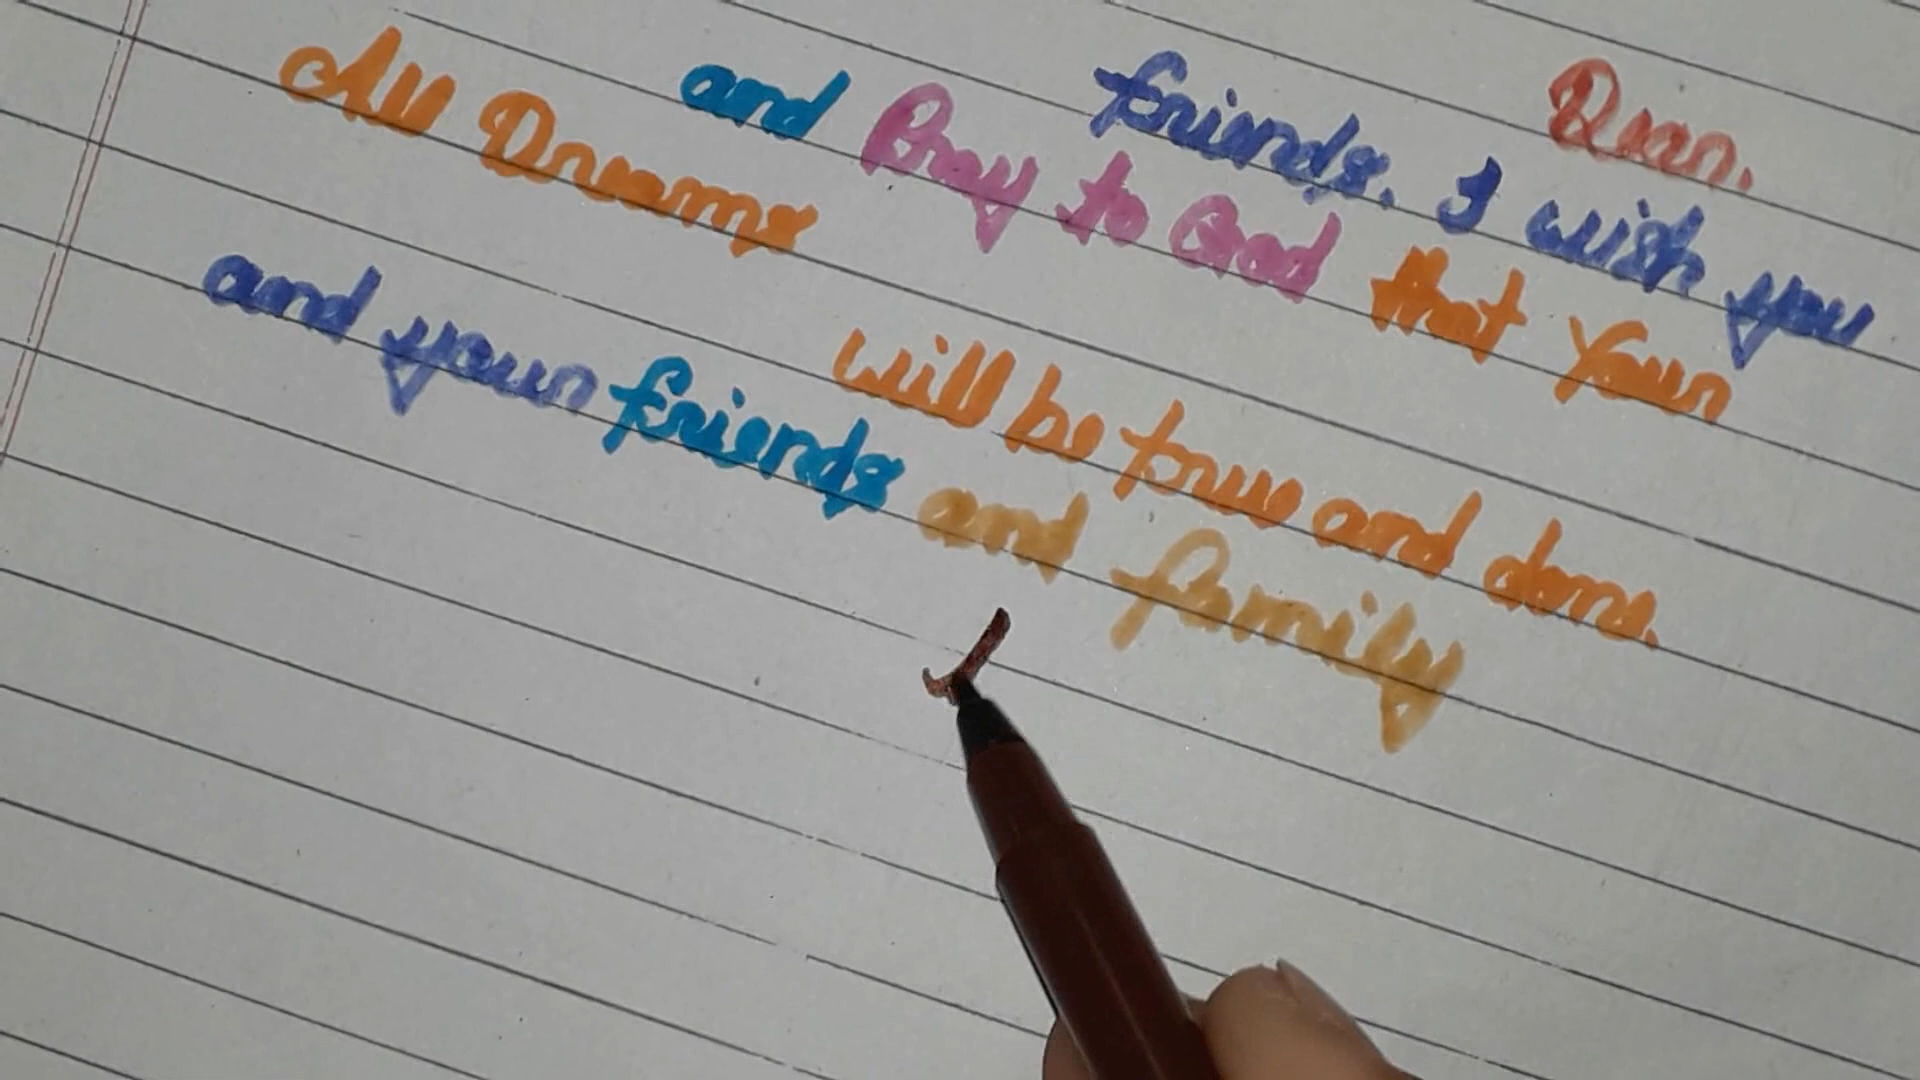 Dear,
friends. I wish you
and Pray to God that Your
All Dreams
will be true and done.
and your friends and family